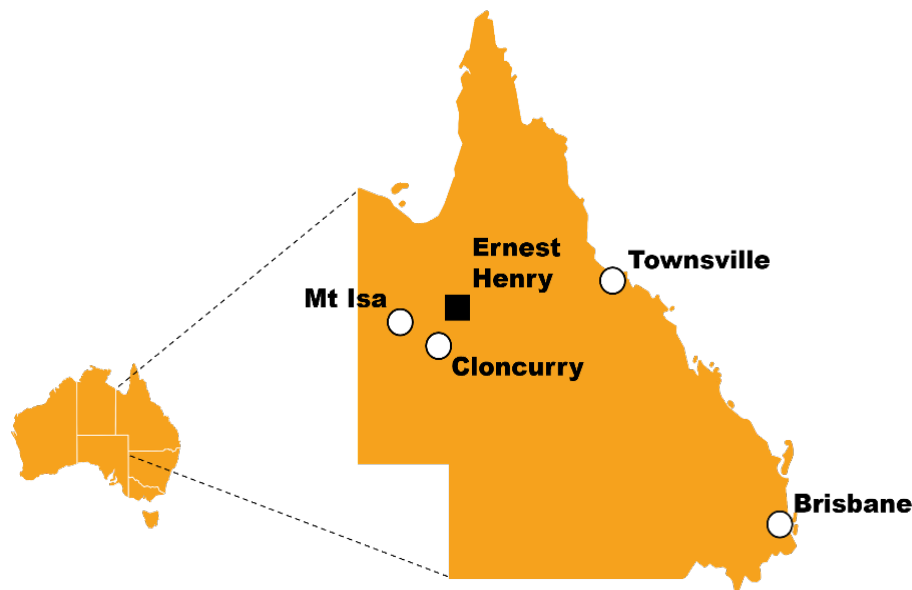 Ernest
Henry
Townsville
Mt Isa
Cloncurry
Brisbane